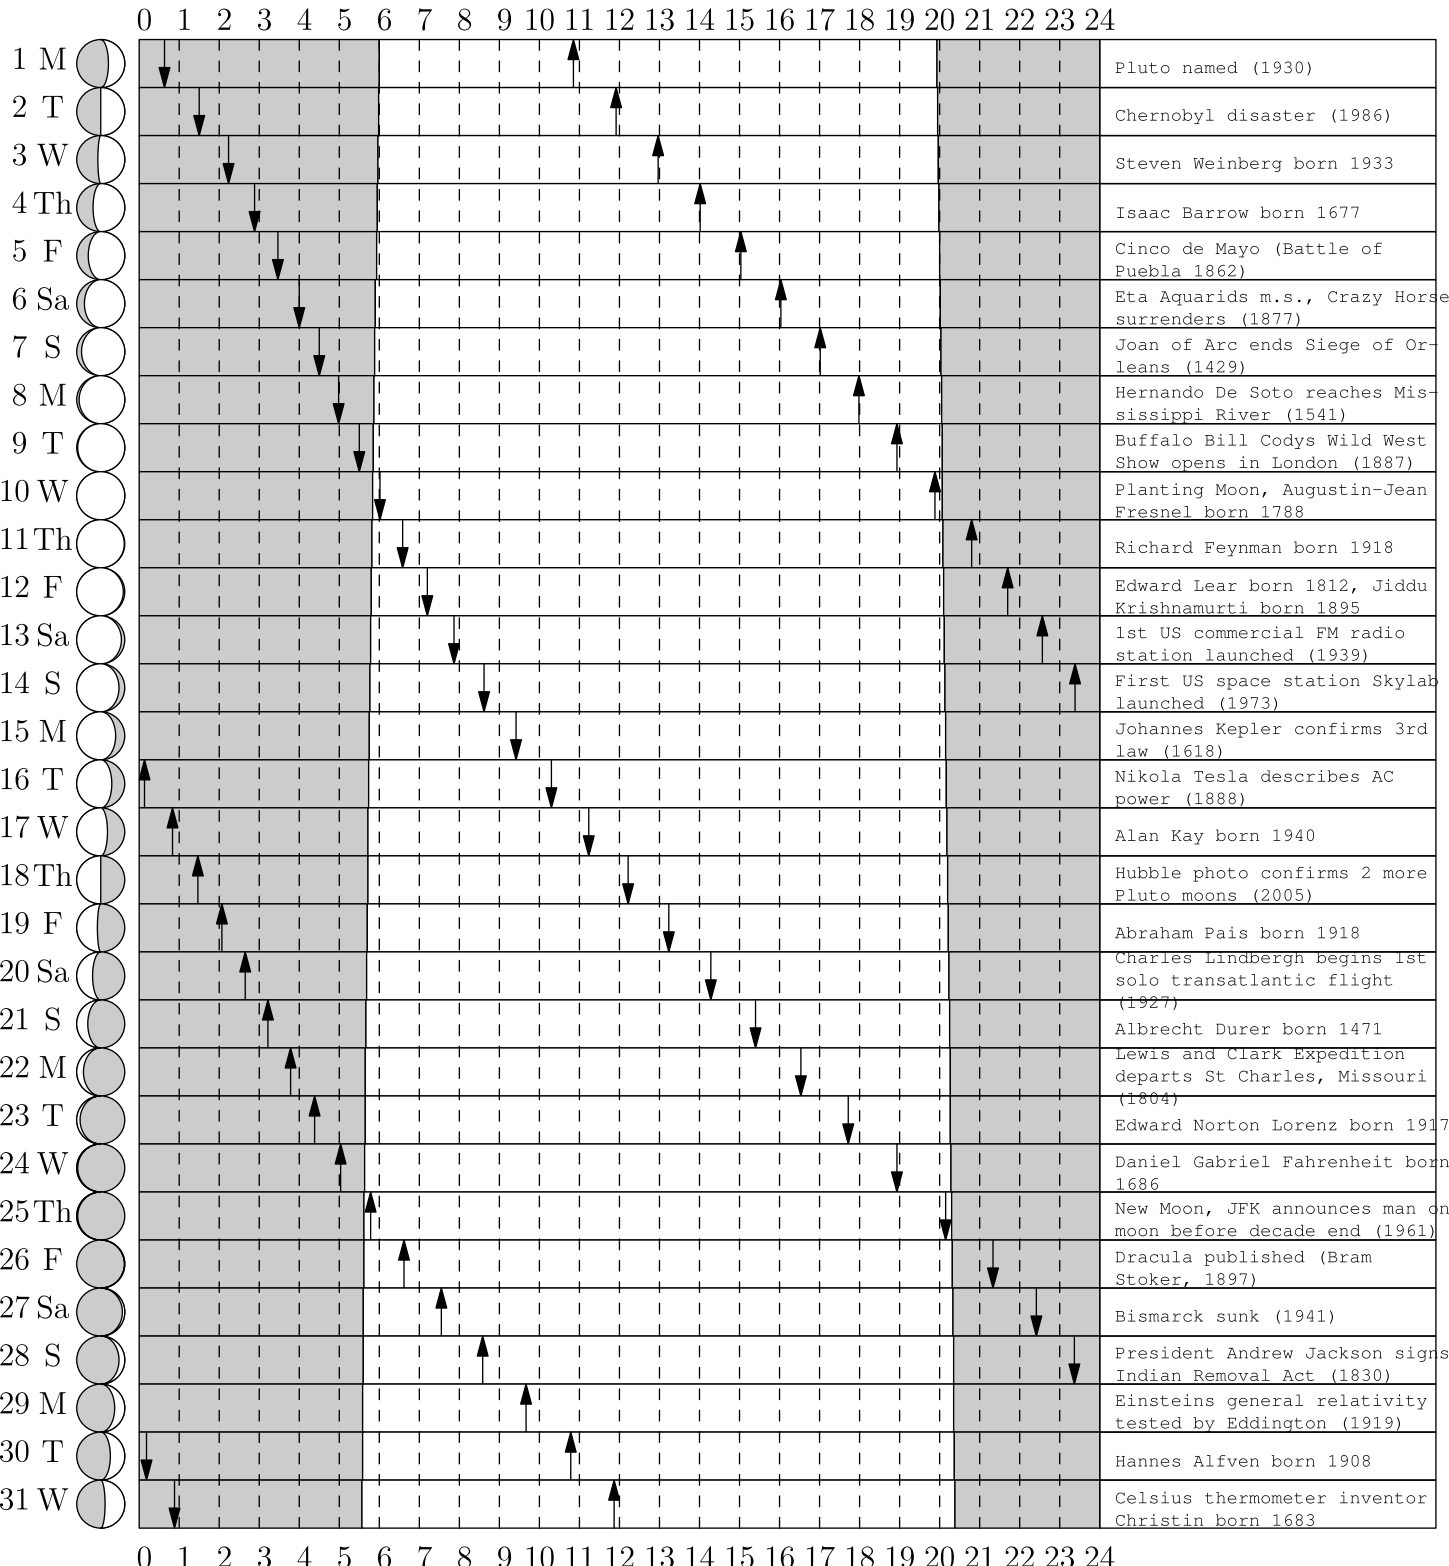 0 1 2 3 4 5 6 7 8 9 10 11 12 13 14 15 16 17 18 19 20 21 22 23 24
1 M Pluto named (1930)
2 T Chernobyl disaster (1986)
3 W Steven Weinberg born 1933
4 Th Isaac Barrow born 1677
5 F Cinco de Mayo (Battle of
Puebla 1862)
6 Sa Eta Aquarids m.s., Crazy Horse
surrenders (1877)
7 S Joan of Arc ends Siege of Or-
leans (1429)
8 M Hernando De Soto reaches Mis-
sissippi River (1541)
9 T Buffalo Bill Codys Wild West
Show opens in London (1887)
10 W Planting Moon, Augustin-Jean
Fresnel born 1788
11 Th Richard Feynman born 1918
12 F Edward Lear born 1812, Jiddu
Krishnamurti born 1895
13 Sa 1st US commercial FM radio
station launched (1939)
14 S First US space station Skylab
launched (1973)
15 M Johannes Kepler confirms 3rd
law (1618)
16 T Nikola Tesla describes AC
power (1888)
17 W Alan Kay born 1940
18 Th Hubble photo confirms 2 more
Pluto moons (2005)
19 F Abraham Pais born 1918
20 Sa Charles Lindbergh begins 1st
solo transatlantic flight
(1927)
21 S Albrecht Durer born 1471
22 M Lewis and Clark Expedition
departs St Charles, Missouri
(1804)
23 T Edward Norton Lorenz born 1917
24 W Daniel Gabriel Fahrenheit born
1686
25 Th New Moon, JFK announces man on
moon before decade end (1961)
26 F Dracula published (Bram
Stoker, 1897)
27 Sa Bismarck sunk (1941)
28 S President Andrew Jackson signs
Indian Removal Act (1830)
29 M Einsteins general relativity
tested by Eddington (1919)
30 T Hannes Alfven born 1908
31 W Celsius thermometer inventor
Christin born 1683
0 1 2 3 4 5 6 7 8 9 10 11 12 13 14 15 16 17 18 19 20 21 22 23 24